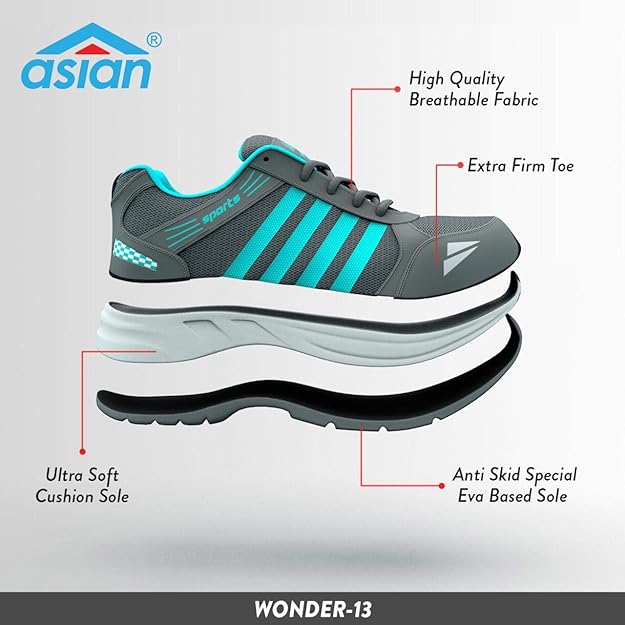 asian®
High Quality
Breathable Fabric
Extra Firm Toe
sports
Ultra Soft
Cushion Sole
Anti Skid Special
Eva Based Sole
WONDER-13